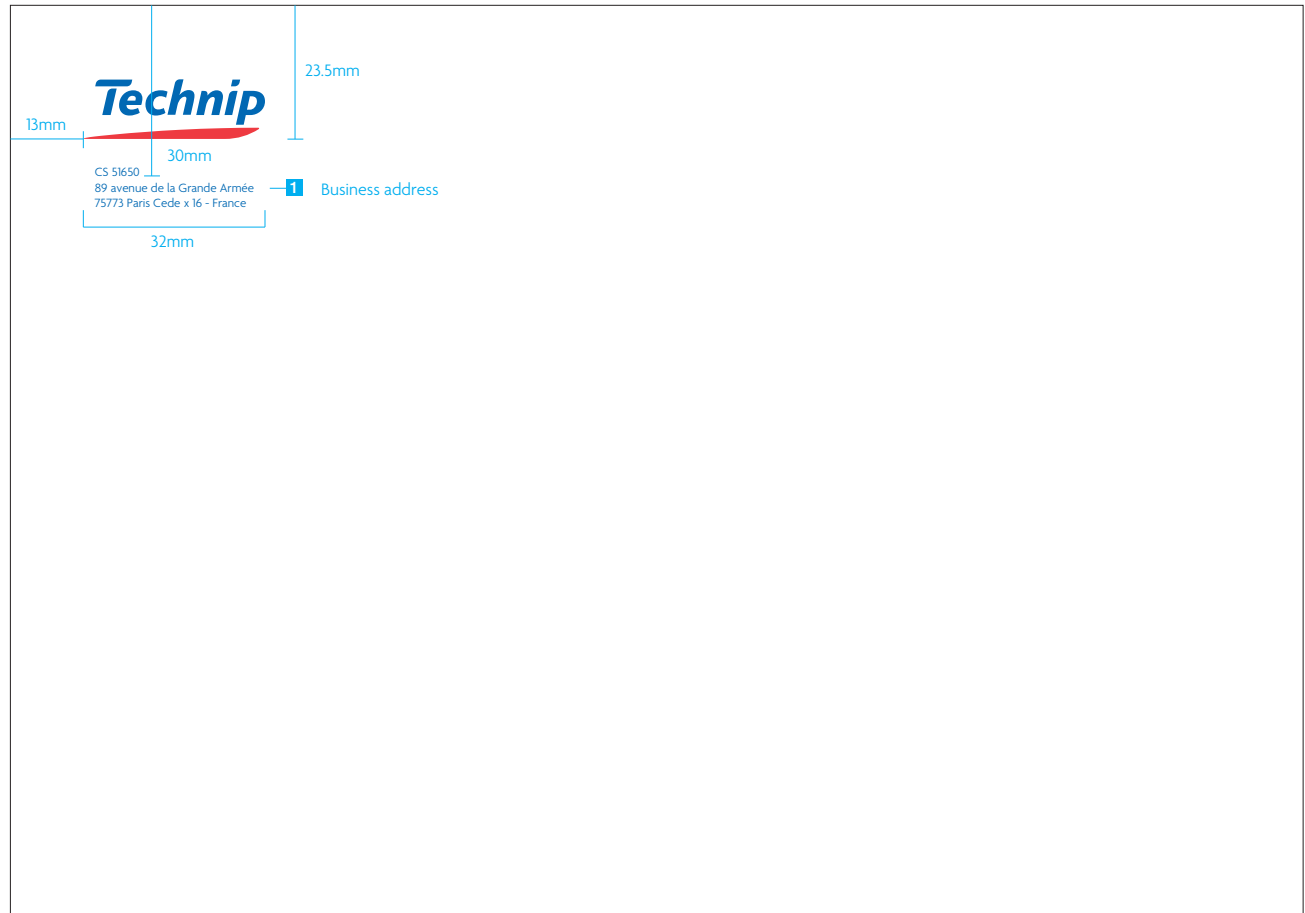 23.5mm
Technip
13mm
30mm
CS 51650
89 avenue de la Grande Armée
75773 Paris Cede x 16 - France
1 Business address
32mm